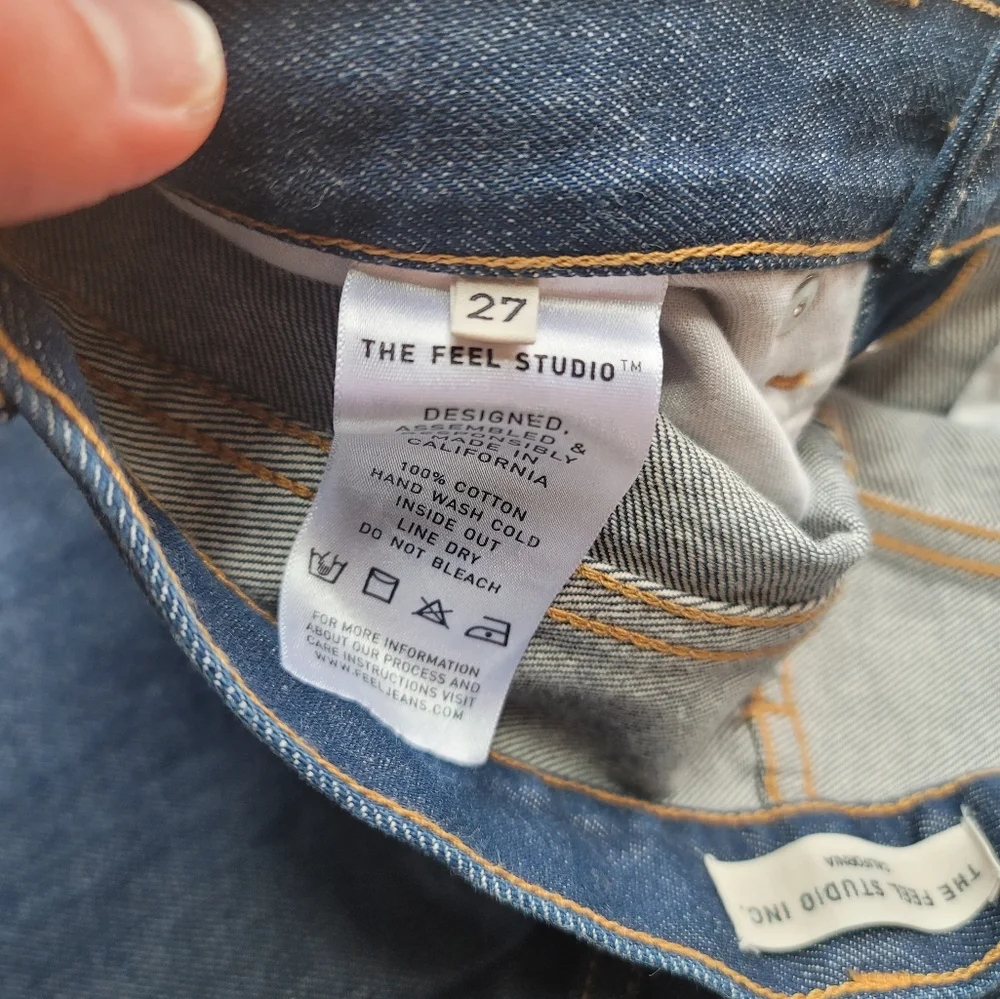 27
THE FEEL STUDIO™
DESIGNED,
ASSEMBLED, &
RESPONSIBLY
MADE IN
CALIFORNIA
100% COTTON
HAND WASH COLD
INSIDE OUT
LINE DRY
DO NOT BLEACH
FOR MORE INFORMATION
ABOUT OUR PROCESS AND
CARE INSTRUCTIONS VISIT
WWW.FEELJEANS.COM
THE FEEL STUDIO INC.
CALIFORNIA